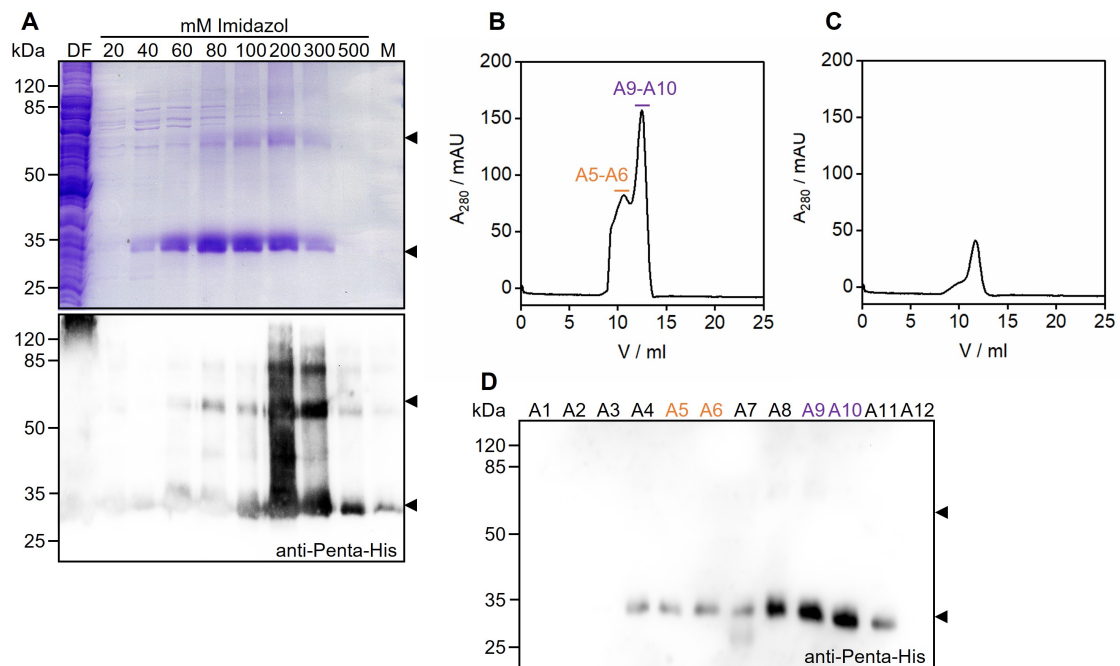 A
mM Imidazol
kDa DF 20 40 60 80 100 200 300 500 M
120
85
50
35
25
120
85
50
35
25
anti-Penta-His
B
200
150
100
50
0
A280 / mAU
A9-A10
A5-A6
0 5 10 15 20 25
V / ml
C
200
150
100
50
0
A280 / mAU
0 5 10 15 20 25
V / ml
D
kDa A1 A2 A3 A4 A5 A6 A7 A8 A9 A10 A11 A12
120
85
50
35
25
anti-Penta-His